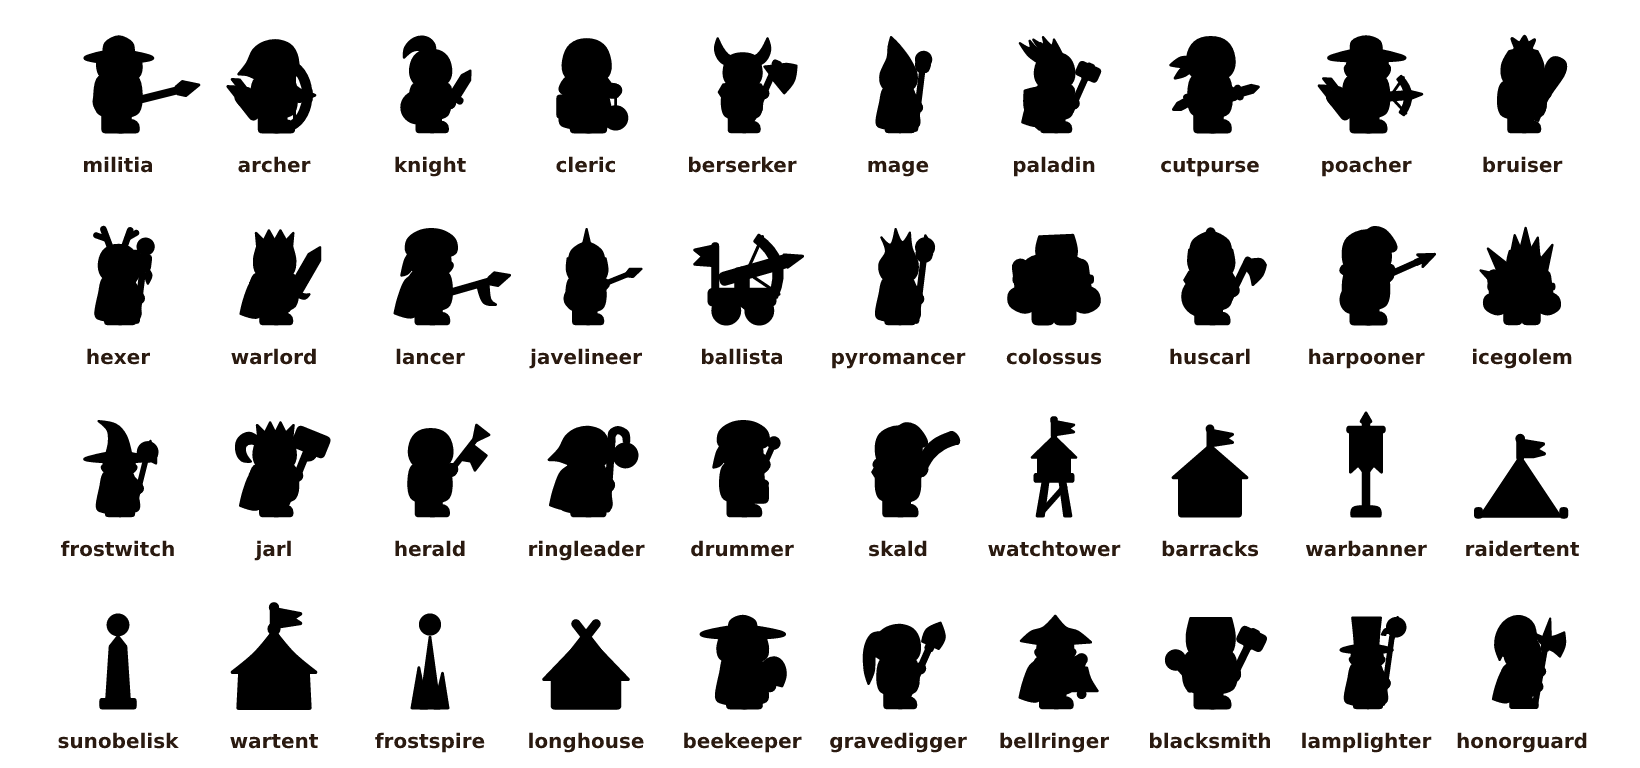 militia archer knight cleric berserker mage paladin cutpurse poacher bruiser
hexer warlord lancer javelineer ballista pyromancer colossus huscarl harpooner icegolem
frostwitch jarl herald ringleader drummer skald watchtower barracks warbanner raidertent
sunobelisk wartent frostspire longhouse beekeeper gravedigger bellringer blacksmith lamplighter honorguard